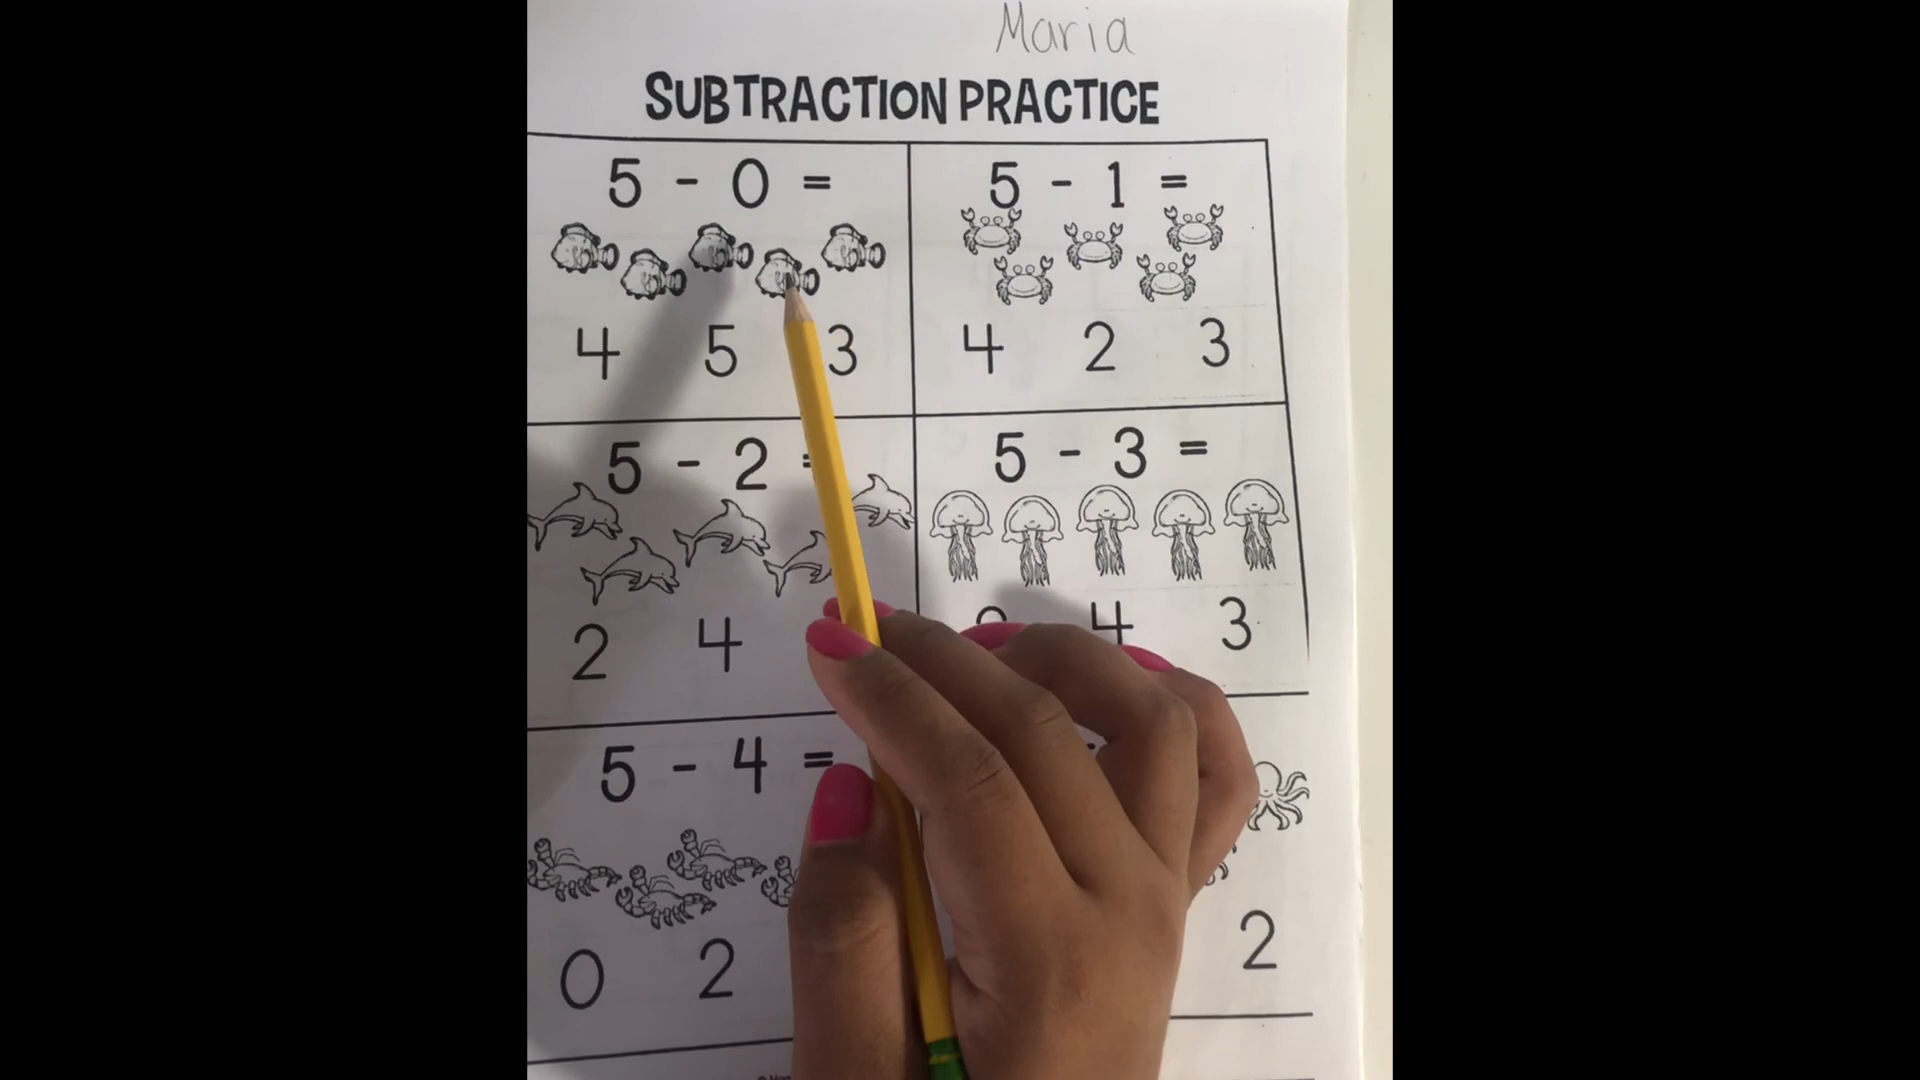 Maria
SUBTRACTION PRACTICE
5 - 0 =
4 5 3
5 - 1 =
4 2 3
5 - 2
2 4
5 - 3 =
4 3
5 - 4 =
0 2
2